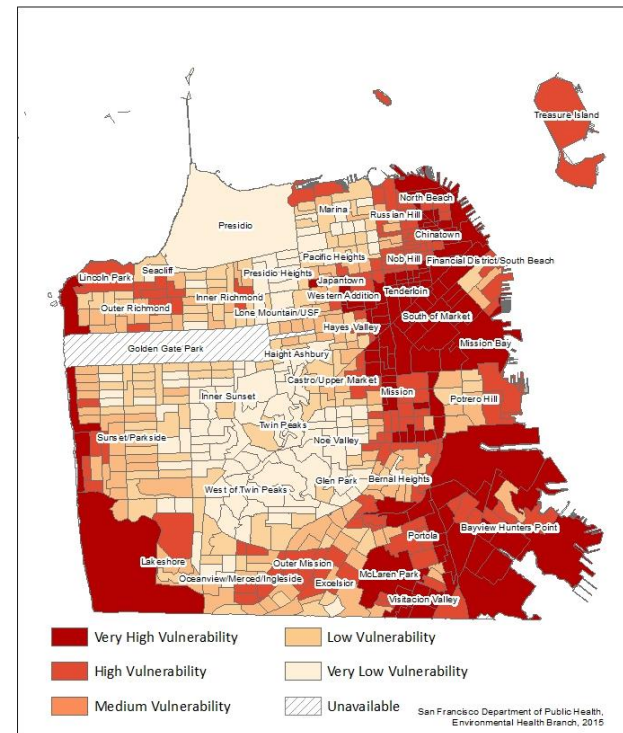 Treasure Island
North Beach
Marina
Russian Hill
Presidio
Chinatown
Pacific Heights
Nob Hill
Financial District/South Beach
Seacliff
Presidio Heights
Lincoln Park
Japantown
Tenderloin
Inner Richmond
Western Addition
Outer Richmond
Lone Mountain/USF
South of Market
Hayes Valley
Mission Bay
Golden Gate Park
Haight Ashbury
Castro/Upper Market
Mission
Inner Sunset
Potrero Hill
Twin Peaks
Sunset/Parkside
Noe Valley
Glen Park
Bernal Heights
West of Twin Peaks
Bayview Hunters Point
Portola
Lakeshore
Outer Mission
McLaren Park
Oceanview/Merced/Ingleside
Excelsior
Visitacion Valley
Very High Vulnerability
Low Vulnerability
High Vulnerability
Very Low Vulnerability
Medium Vulnerability
Unavailable
San Francisco Department of Public Health,
Environmental Health Branch, 2015